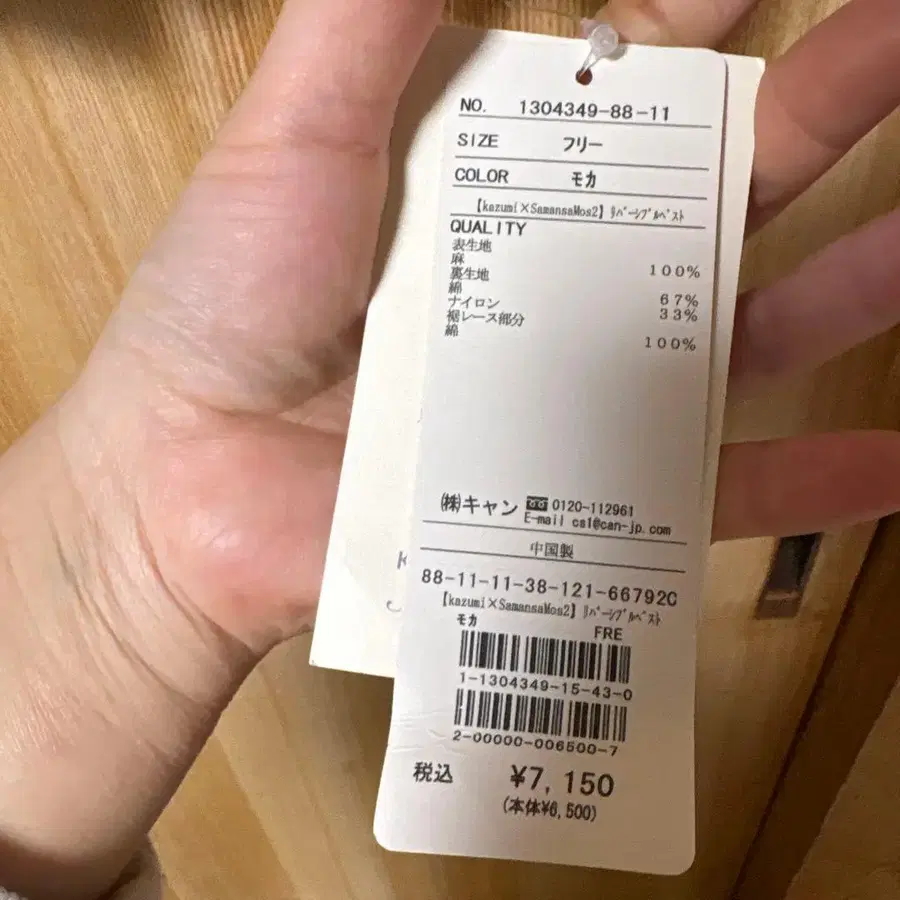 NO. 1304349-88-11
SIZE フリー
COLOR モカ
【kazumi×SamansaMos2】ﾘﾊﾞｰｼﾌﾞﾙﾍﾞｽﾄ
QUALITY
表生地
麻 100%
裏生地
綿 67%
ナイロン 33%
裾レース部分
綿 100%
㈱キャン 0120-112961
E-mail cs1@can-jp.com
中国製
88-11-11-38-121-66792C
【kazumi×SamansaMos2】ﾘﾊﾞｰｼﾌﾞﾙﾍﾞｽﾄ
モカ FRE
1-1304349-15-43-0
2-00000-006500-7
税込 ¥7,150
(本体¥6,500)